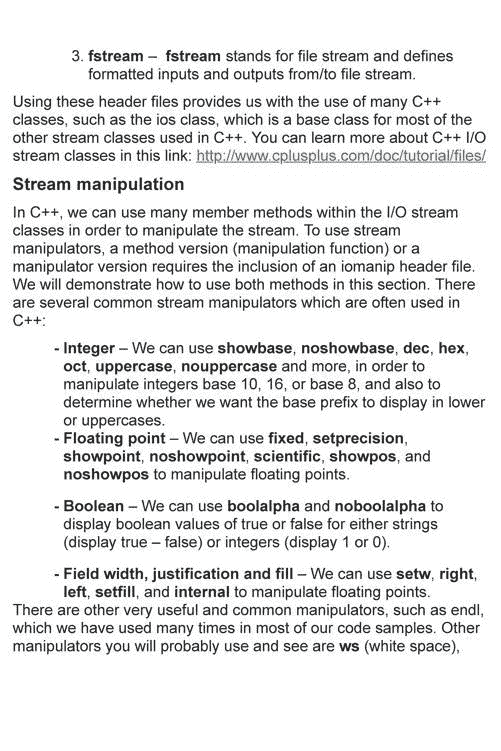 3. fstream – fstream stands for file stream and defines
formatted inputs and outputs from/to file stream.
Using these header files provides us with the use of many C++
classes, such as the ios class, which is a base class for most of the
other stream classes used in C++. You can learn more about C++ I/O
stream classes in this link: http://www.cplusplus.com/doc/tutorial/files/
Stream manipulation
In C++, we can use many member methods within the I/O stream
classes in order to manipulate the stream. To use stream
manipulators, a method version (manipulation function) or a
manipulator version requires the inclusion of an iomanip header file.
We will demonstrate how to use both methods in this section. There
are several common stream manipulators which are often used in
C++:
- Integer – We can use showbase, noshowbase, dec, hex,
oct, uppercase, nouppercase and more, in order to
manipulate integers base 10, 16, or base 8, and also to
determine whether we want the base prefix to display in lower
or uppercases.
- Floating point – We can use fixed, setprecision,
showpoint, noshowpoint, scientific, showpos, and
noshowpos to manipulate floating points.
- Boolean – We can use boolalpha and noboolalpha to
display boolean values of true or false for either strings
(display true – false) or integers (display 1 or 0).
- Field width, justification and fill – We can use setw, right,
left, setfill, and internal to manipulate floating points.
There are other very useful and common manipulators, such as endl,
which we have used many times in most of our code samples. Other
manipulators you will probably use and see are ws (white space),